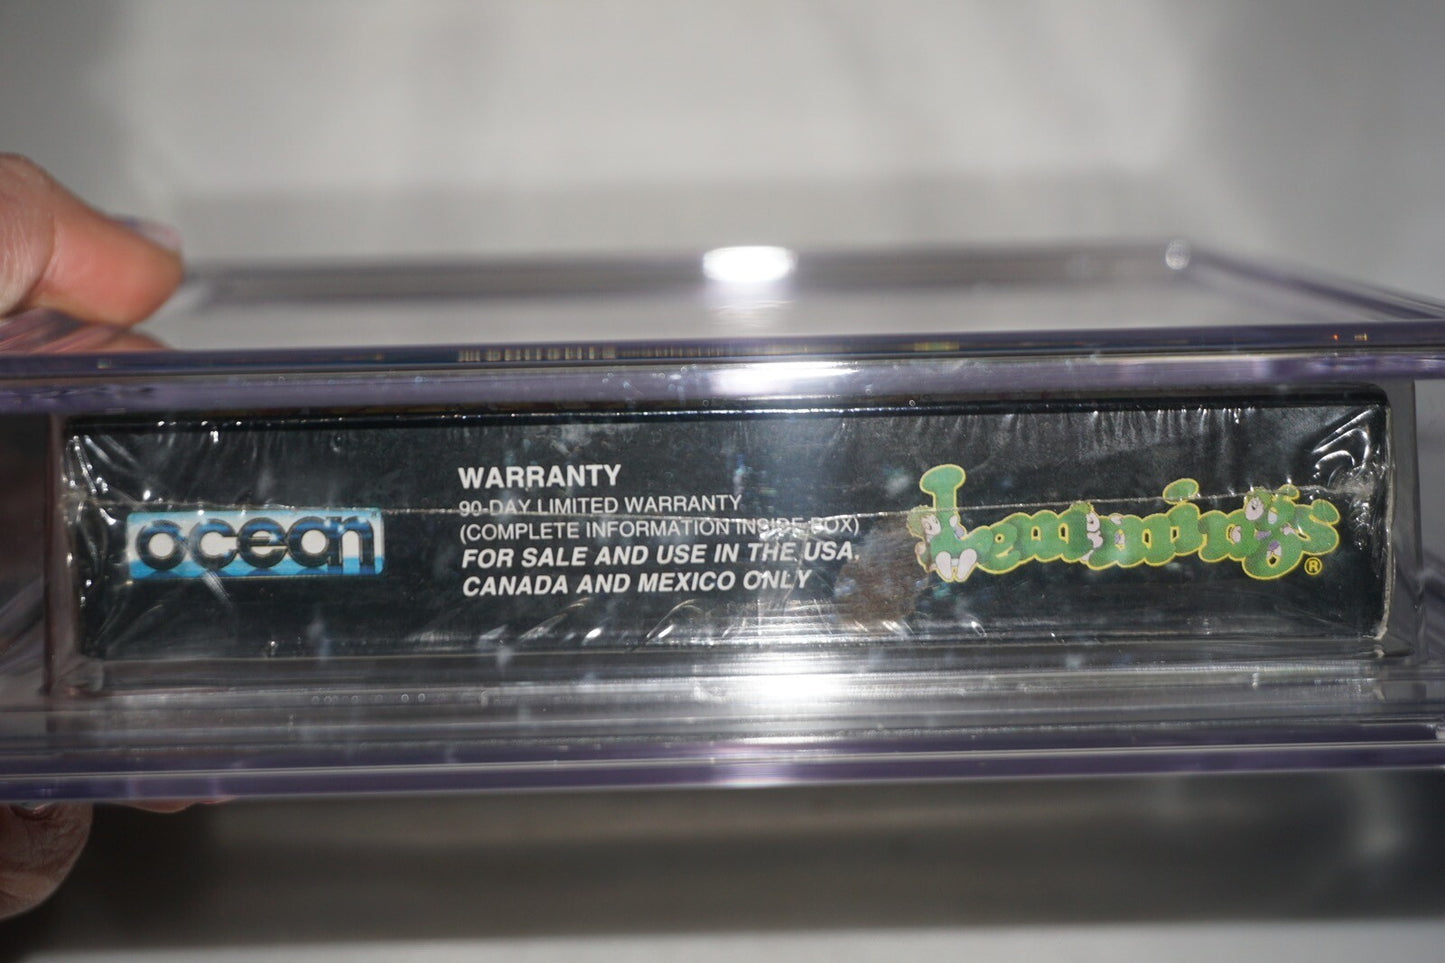 ocean
WARRANTY
90-DAY LIMITED WARRANTY
(COMPLETE INFORMATION INSIDE BOX)
FOR SALE AND USE IN THE USA,
CANADA AND MEXICO ONLY
Lemmings®